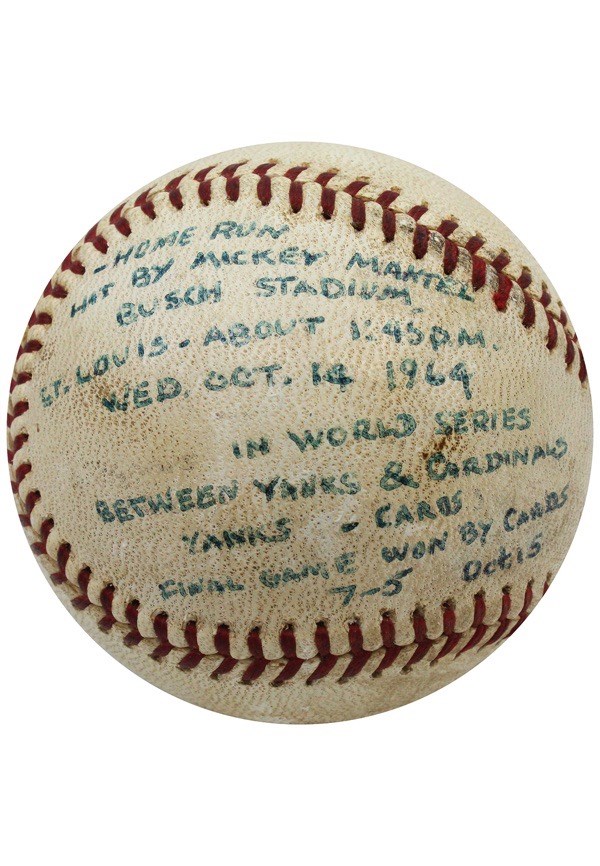 -HOME RUN
HIT BY MICKEY MANTEL
BUSCH STADIUM
ST. LOUIS. ABOUT 1:45 P.M.
WED. OCT. 14 1964
IN WORLD SERIES
BETWEEN YANKS & CARDINALS
YANKS - CARDS
FINAL GAME WON BY CARDS
7-5 Oct 15